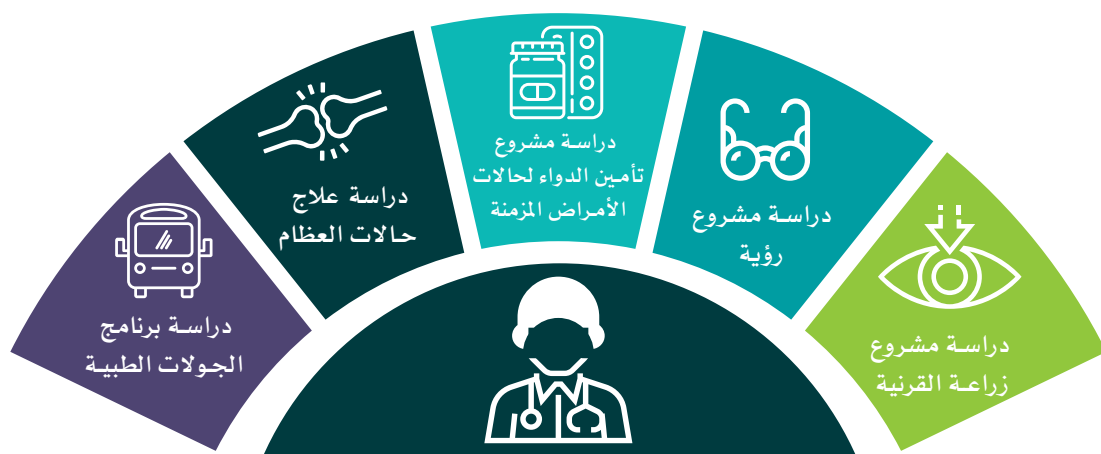 دراسة مشروع
زراعة القرنية
دراسة مشروع
رؤية
دراسة مشروع
تأمين الدواء لحالات
الأمراض المزمنة
دراسة علاج
حالات العظام
دراسة برنامج
الجولات الطبية